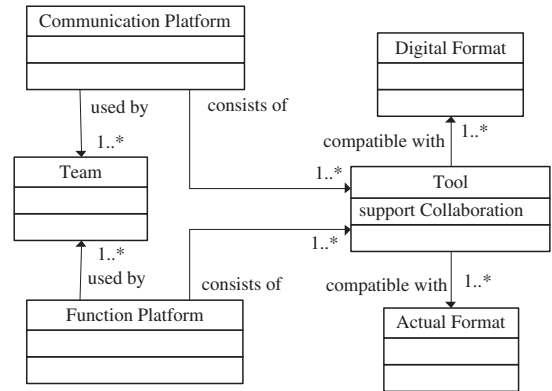 Communication Platform
Digital Format
used by
consists of
1..*
1..*
compatible with
Team
1..*
Tool
support Collaboration
1..*
1..*
used by
consists of
compatible with
1..*
Function Platform
Actual Format